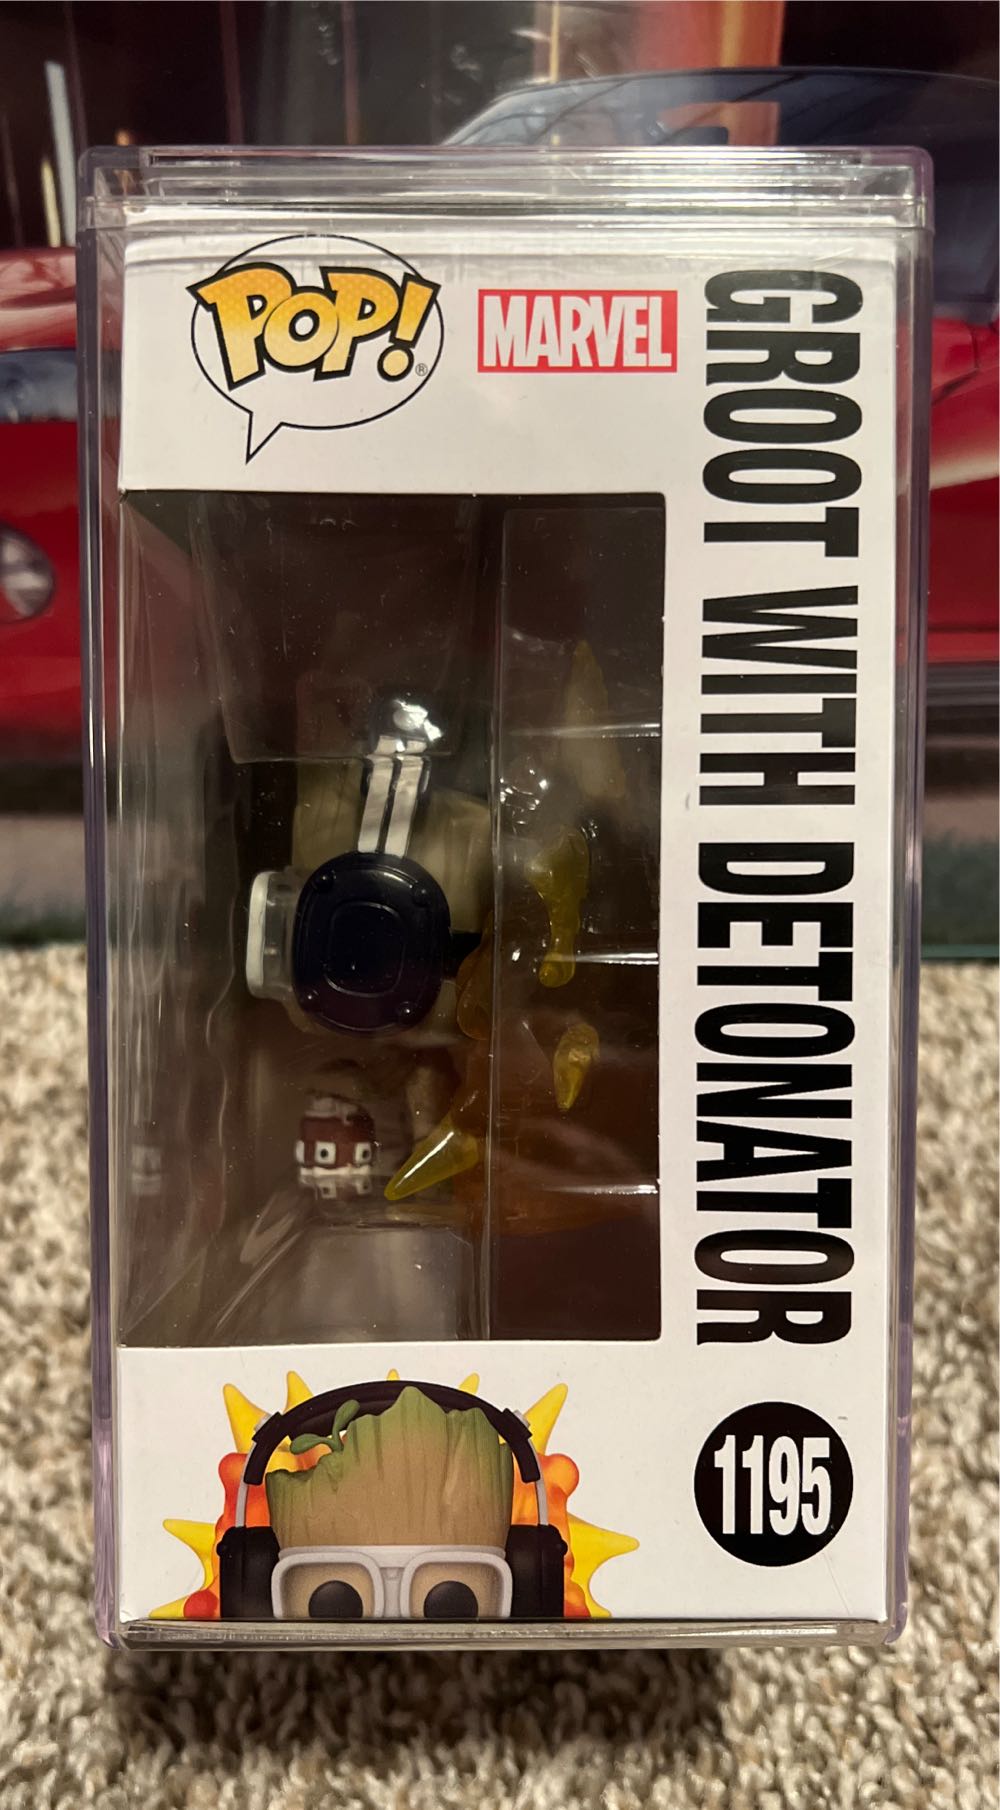 POP!®
MARVEL
GROOT WITH DETONATOR
1195